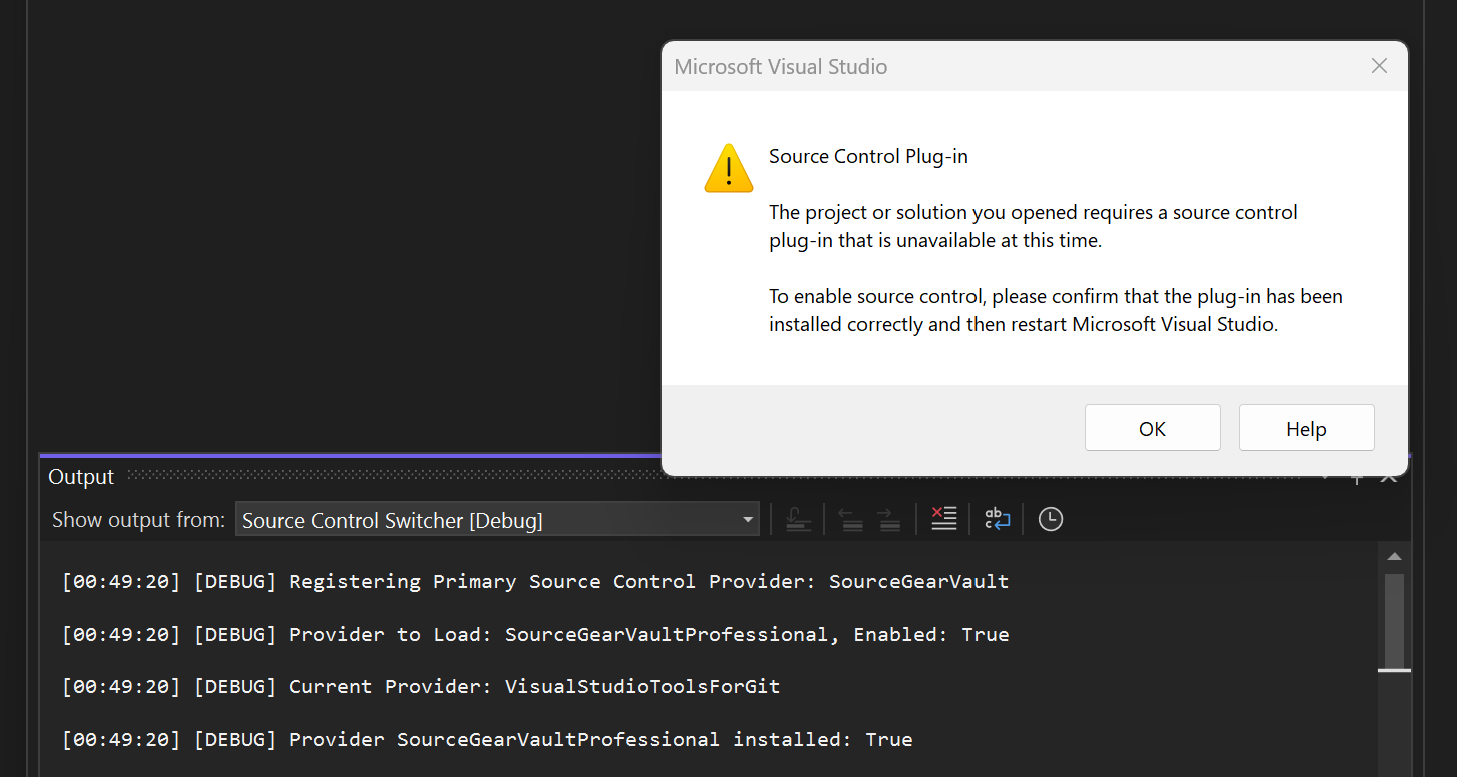 Microsoft Visual Studio
Source Control Plug-in
The project or solution you opened requires a source control
plug-in that is unavailable at this time.
To enable source control, please confirm that the plug-in has been
installed correctly and then restart Microsoft Visual Studio.
OK
Help
Output
Show output from:
Source Control Switcher [Debug]
ab
c
[00:49:20] [DEBUG] Registering Primary Source Control Provider: SourceGearVault
[00:49:20] [DEBUG] Provider to Load: SourceGearVaultProfessional, Enabled: True
[00:49:20] [DEBUG] Current Provider: VisualStudioToolsForGit
[00:49:20] [DEBUG] Provider SourceGearVaultProfessional installed: True